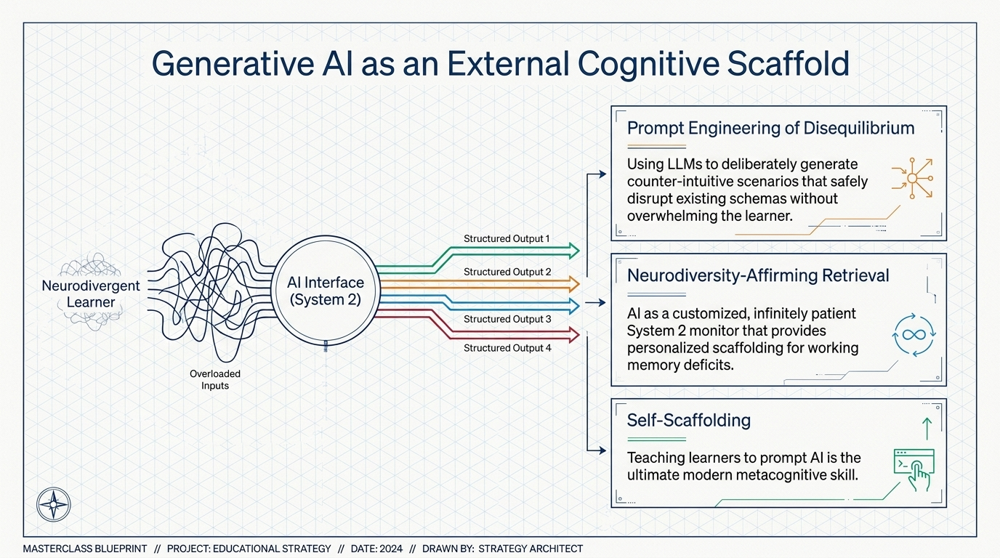 Generative AI as an External Cognitive Scaffold
Neurodivergent
Learner
Overloaded
Inputs
AI Interface
(System 2)
Structured Output 1
Structured Output 2
Structured Output 3
Structured Output 4
Prompt Engineering of Disequilibrium
Using LLMs to deliberately generate
counter-intuitive scenarios that safely
disrupt existing schemas without
overwhelming the learner.
Neurodiversity-Affirming Retrieval
AI as a customized, infinitely patient
System 2 monitor that provides
personalized scaffolding for working
memory deficits.
Self-Scaffolding
Teaching learners to prompt AI is the
ultimate modern metacognitive skill.
MASTERCLASS BLUEPRINT // PROJECT: EDUCATIONAL STRATEGY // DATE: 2024 // DRAWN BY: STRATEGY ARCHITECT